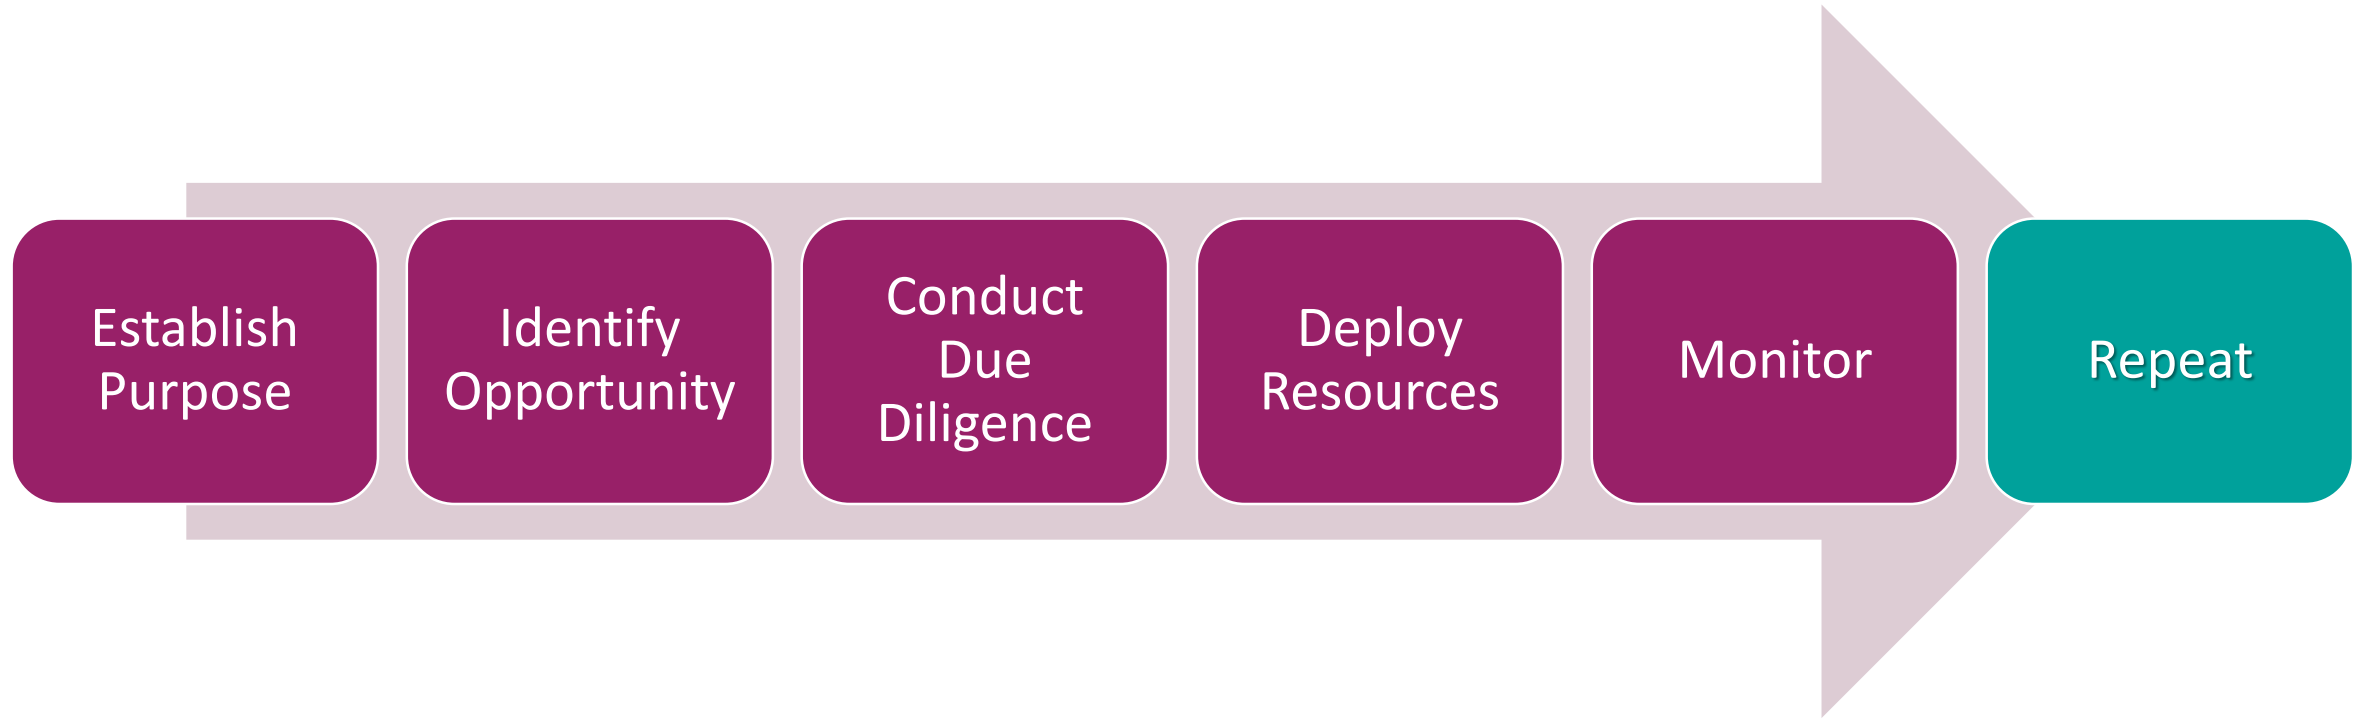 Establish
Purpose
Identify
Opportunity
Conduct
Due
Diligence
Deploy
Resources
Monitor
Repeat